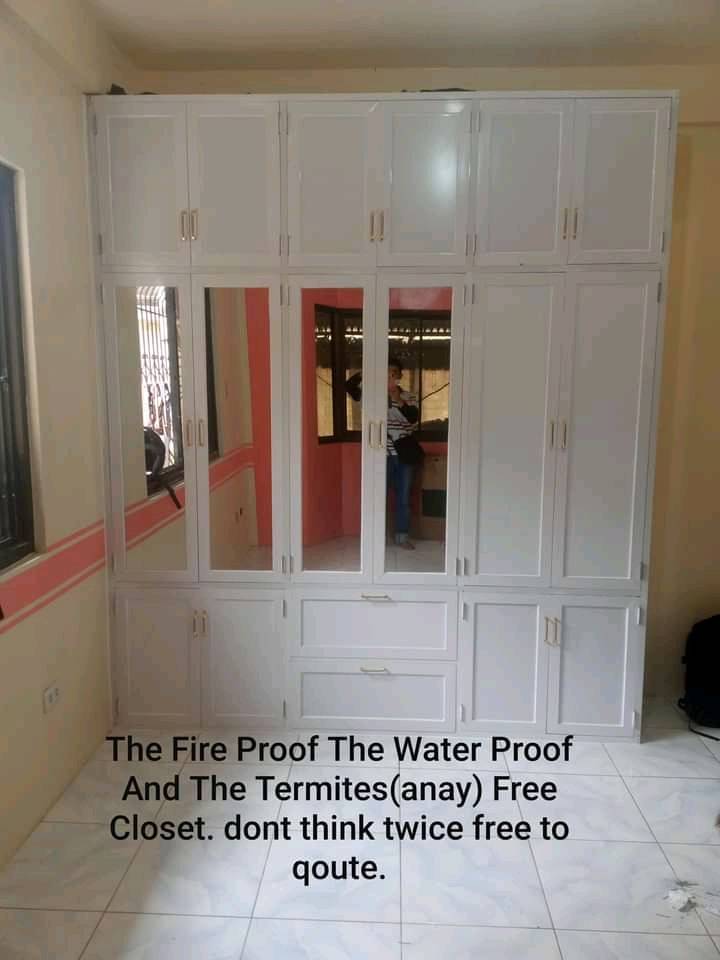 The Fire Proof The Water Proof
And The Termites(anay) Free
Closet. dont think twice free to
qoute.